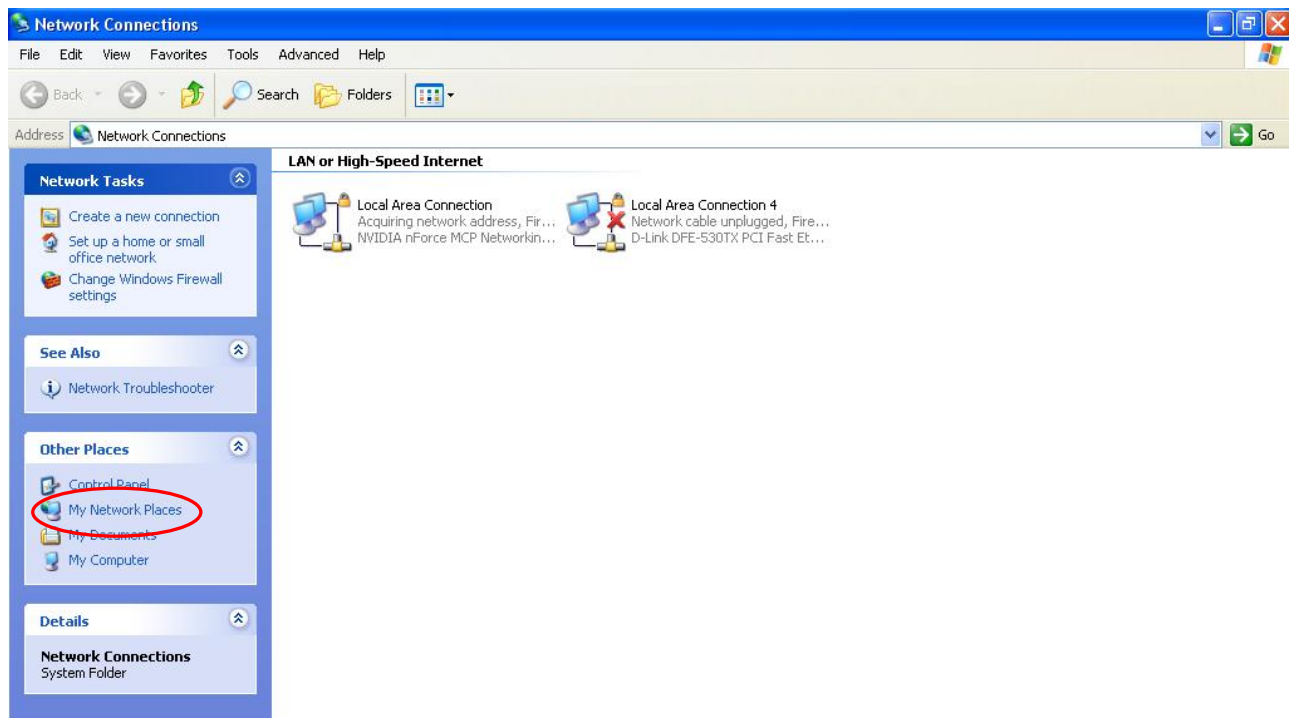 Network Connections
File Edit View Favorites Tools Advanced Help
Back Search Folders
Address Network Connections Go
Network Tasks
Create a new connection
Set up a home or small
office network
Change Windows Firewall
settings
See Also
Network Troubleshooter
Other Places
Control Panel
My Network Places
My Documents
My Computer
Details
Network Connections
System Folder
LAN or High-Speed Internet
Local Area Connection
Acquiring network address, Fir...
NVIDIA nForce MCP Networkin...
Local Area Connection 4
Network cable unplugged, Fire...
D-Link DFE-530TX PCI Fast Et...